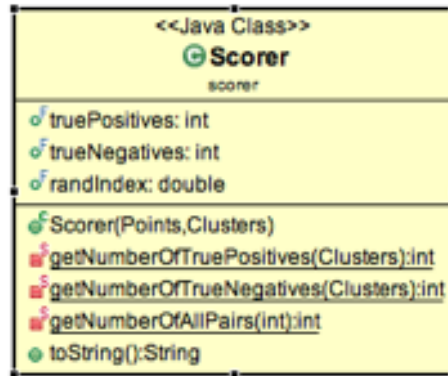 <<Java Class>>
Scorer
scorer
truePositives: int
trueNegatives: int
randIndex: double
Scorer(Points,Clusters)
getNumberOfTruePositives(Clusters):int
getNumberOfTrueNegatives(Clusters):int
getNumberOfAllPairs(int):int
toString():String